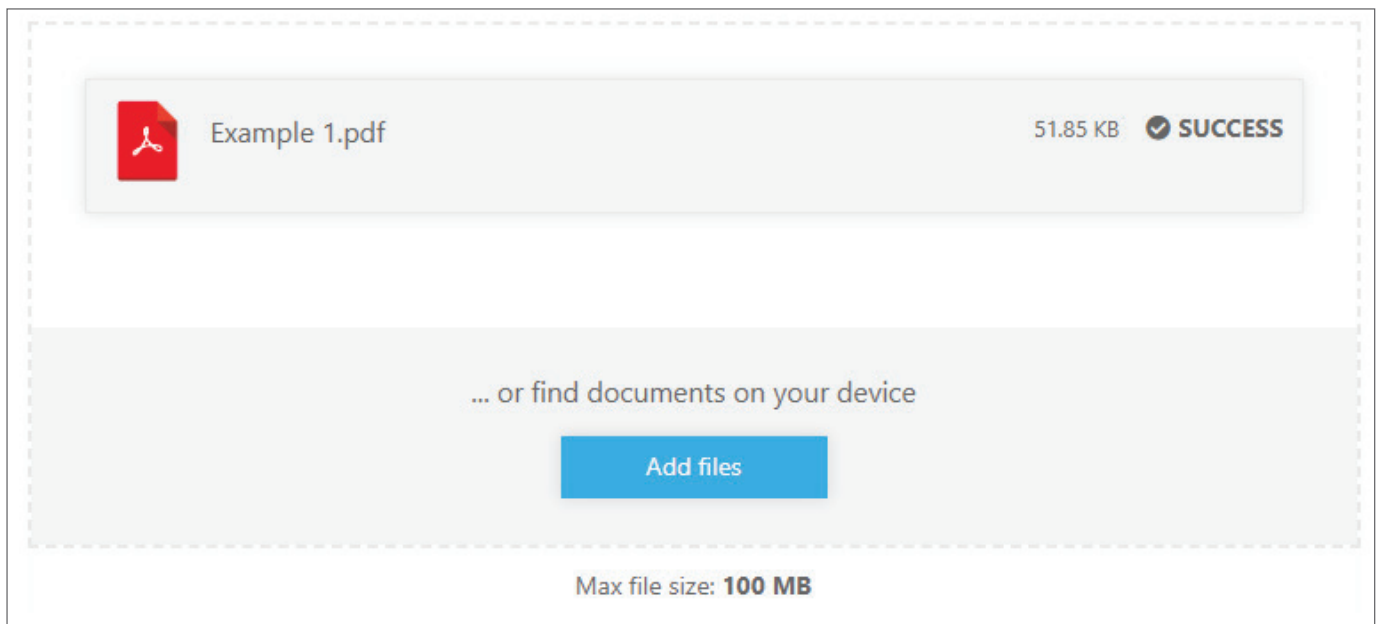 Example 1.pdf 51.85 KB SUCCESS
... or find documents on your device
Add files
Max file size: 100 MB